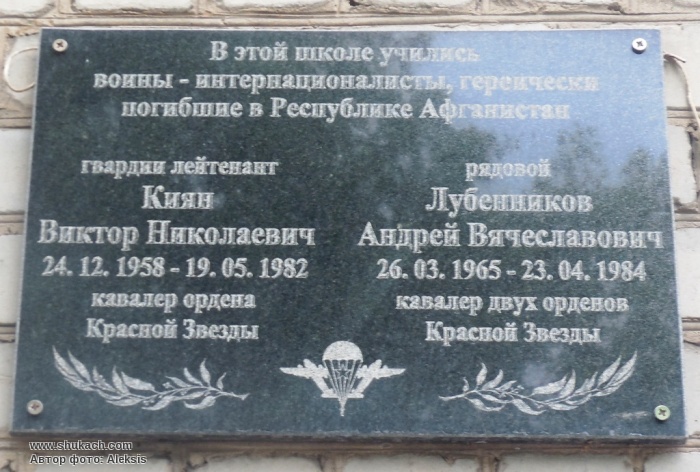 В этой школе учились
воины - интернационалисты, героически
погибшие в Республике Афганистан
гвардии лейтенант
Киян
Виктор Николаевич
24. 12. 1958 - 19. 05. 1982
кавалер ордена
Красной Звезды
рядовой
Лубенников
Андрей Вячеславович
26. 03. 1965 - 23. 04. 1984
кавалер двух орденов
Красной Звезды
www.shukach.com
Автор фото: Aleksis